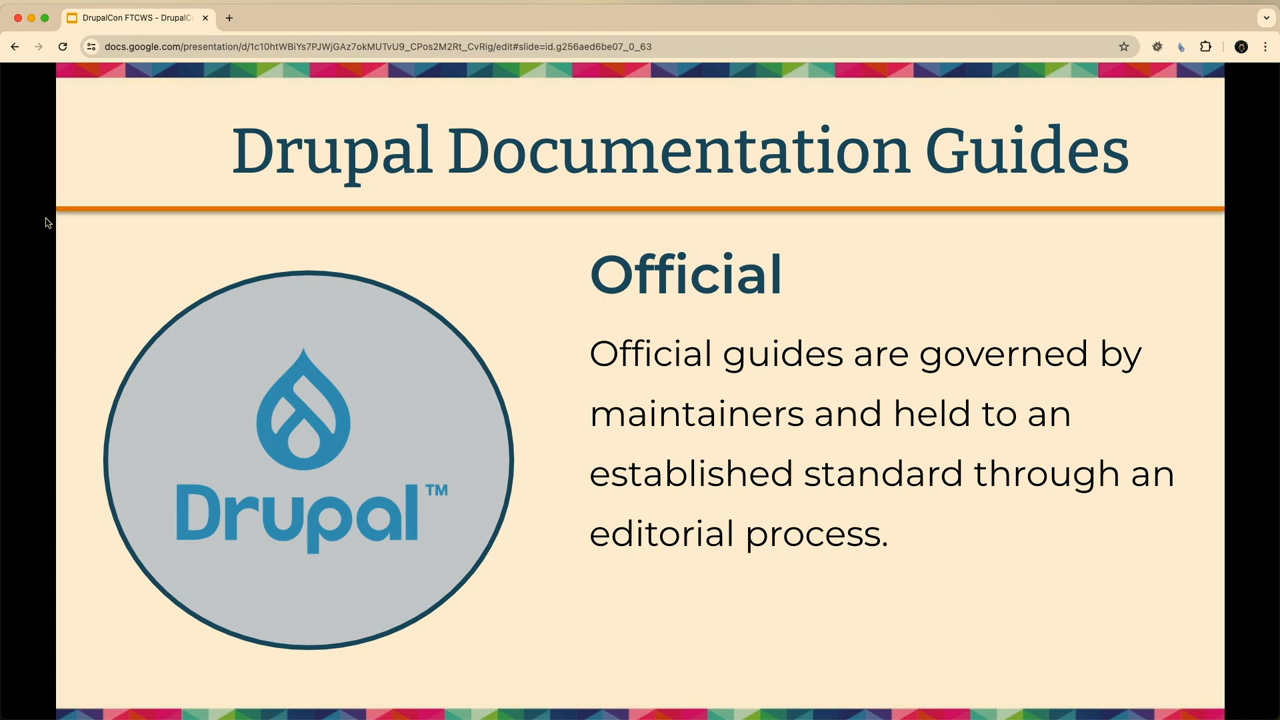 DrupalCon FTCWS - DrupalC
docs.google.com/presentation/d/1c10htWBiYs7PJWjGAz7okMUTvU9_CPos2M2Rt_CvRig/edit#slide=id.g256aed6be07_0_63
Drupal Documentation Guides
Official
Official guides are governed by
maintainers and held to an
established standard through an
editorial process.
Drupal™